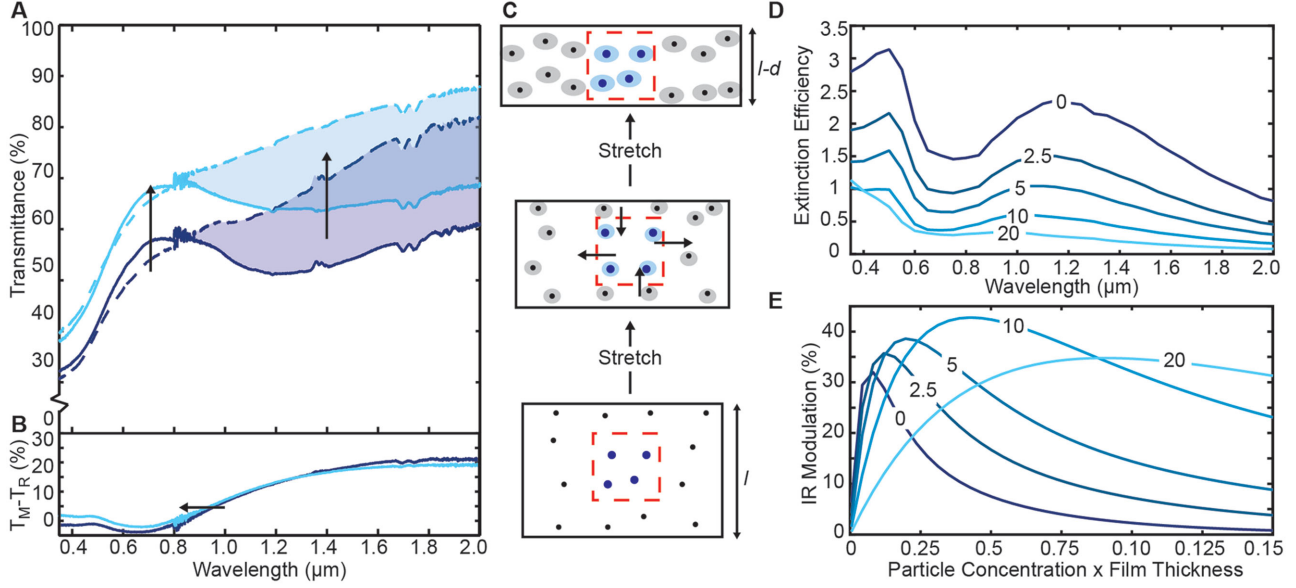 A
Transmittance (%)
100
90
80
70
60
50
40
30
0
B
T_M-T_R (%)
30
20
10
0
0.4 0.6 0.8 1.0 1.2 1.4 1.6 1.8 2.0
Wavelength (µm)
C
l-d
Stretch
Stretch
l
D
Extinction Efficiency
3.5
3
2.5
2
1.5
1
0.5
0
0
2.5
5
10
20
0.4 0.6 0.8 1.0 1.2 1.4 1.6 1.8 2.0
Wavelength (µm)
E
IR Modulation (%)
40
30
20
10
0
10
20
5
2.5
0
0 0.25 0.5 0.75 0.10 0.125 0.15
Particle Concentration x Film Thickness